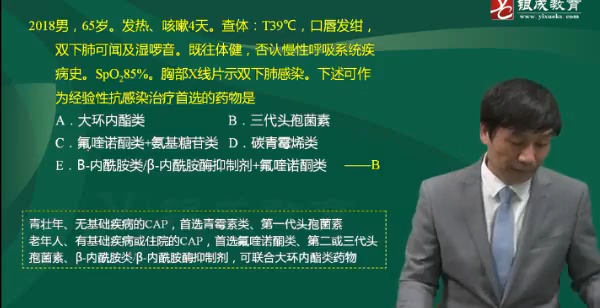 银成教育
www.yixueks.com
2018男，65岁。发热、咳嗽4天。查体：T39℃，口唇发绀，
双下肺可闻及湿啰音。既往体健，否认慢性呼吸系统疾
病史。SpO₂85%。胸部X线片示双下肺感染。下述可作
为经验性抗感染治疗首选的药物是
A．大环内酯类 B．三代头孢菌素
C．氟喹诺酮类+氨基糖苷类 D．碳青霉烯类
E．β-内酰胺类/β-内酰胺酶抑制剂+氟喹诺酮类 ——B
青壮年、无基础疾病的CAP，首选青霉素类、第一代头孢菌素
老年人、有基础疾病或住院的CAP，首选氟喹诺酮类、第二或三代头
孢菌素、β-内酰胺类/β-内酰胺酶抑制剂，可联合大环内酯类药物